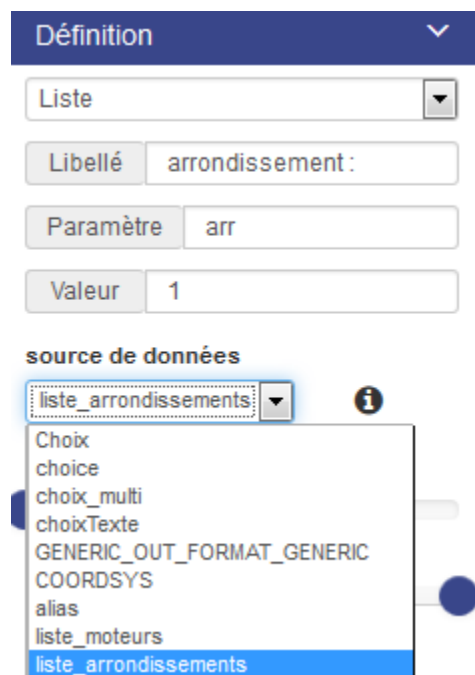 Définition
Liste
Libellé arrondissement :
Paramètre arr
Valeur 1
source de données
liste_arrondissements
Choix
choice
choix_multi
choixTexte
GENERIC_OUT_FORMAT_GENERIC
COORDSYS
alias
liste_moteurs
liste_arrondissements